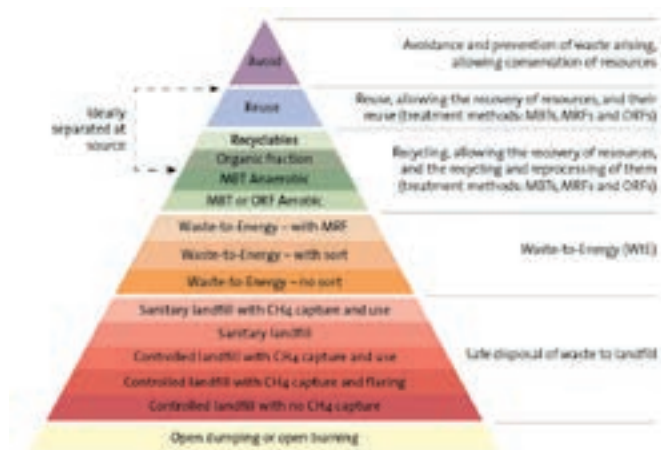 Avoid
Avoidance and prevention of waste arising,
allowing conservation of resources
Ideally
separated at
source
Reuse
Reuse, allowing the recovery of resources, and their
reuse (treatment methods: MBTs, MRFs and ORFs)
Recyclables
Organic fraction
MBT Anaerobic
MBT or ORF Aerobic
Recycling, allowing the recovery of resources,
and the recycling and reprocessing of them
(treatment methods: MBTs, MRFs and ORFs)
Waste-to-Energy – with MRF
Waste-to-Energy – with sort
Waste-to-Energy – no sort
Waste-to-Energy (WtE)
Sanitary landfill with CH4 capture and use
Sanitary landfill
Controlled landfill with CH4 capture and use
Controlled landfill with CH4 capture and flaring
Controlled landfill with no CH4 capture
Safe disposal of waste to landfill
Open dumping or open burning